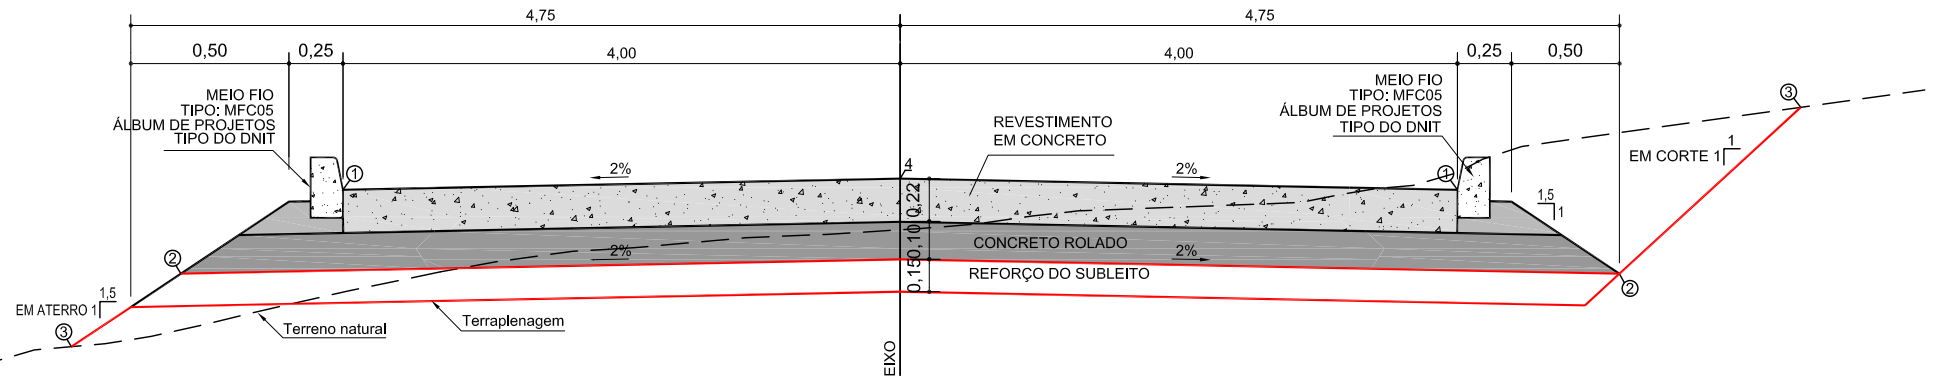 4,75
4,75
0,50
0,25
4,00
4,00
0,25
0,50
MEIO FIO
TIPO: MFC05
ÁLBUM DE PROJETOS
TIPO DO DNIT
MEIO FIO
TIPO: MFC05
ÁLBUM DE PROJETOS
TIPO DO DNIT
3
REVESTIMENTO
EM CONCRETO
1
EM CORTE 1
1
2%
4
2%
1
0,22
1,5
1
2
CONCRETO ROLADO
0,10
2%
2%
REFORÇO DO SUBLEITO
0,15
2
1,5
EM ATERRO 1
3
Terreno natural
Terraplenagem
EIXO